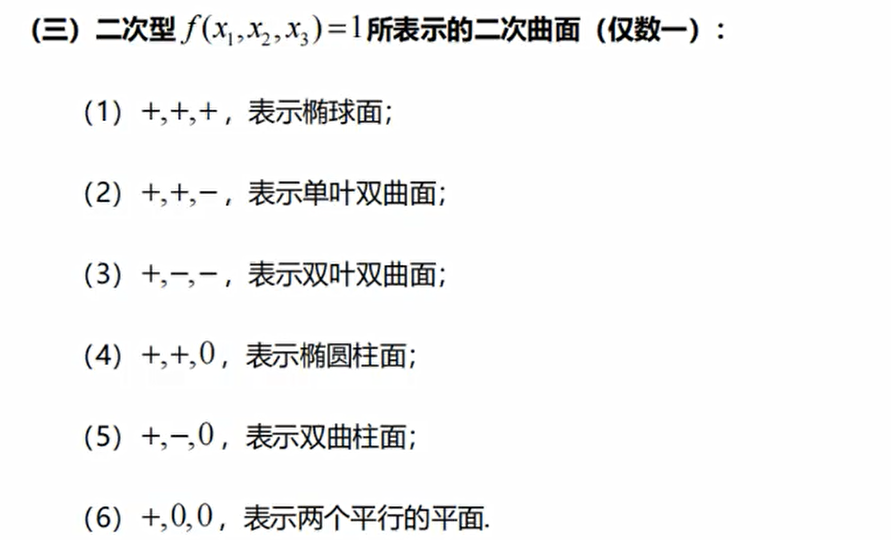 (三) 二次型 f(x₁,x₂,x₃)=1所表示的二次曲面（仅数一）：
（1）+,+,+，表示椭球面；
（2）+,+,−，表示单叶双曲面；
（3）+,−,−，表示双叶双曲面；
（4）+,+,0，表示椭圆柱面；
（5）+,−,0，表示双曲柱面；
（6）+,0,0，表示两个平行的平面.